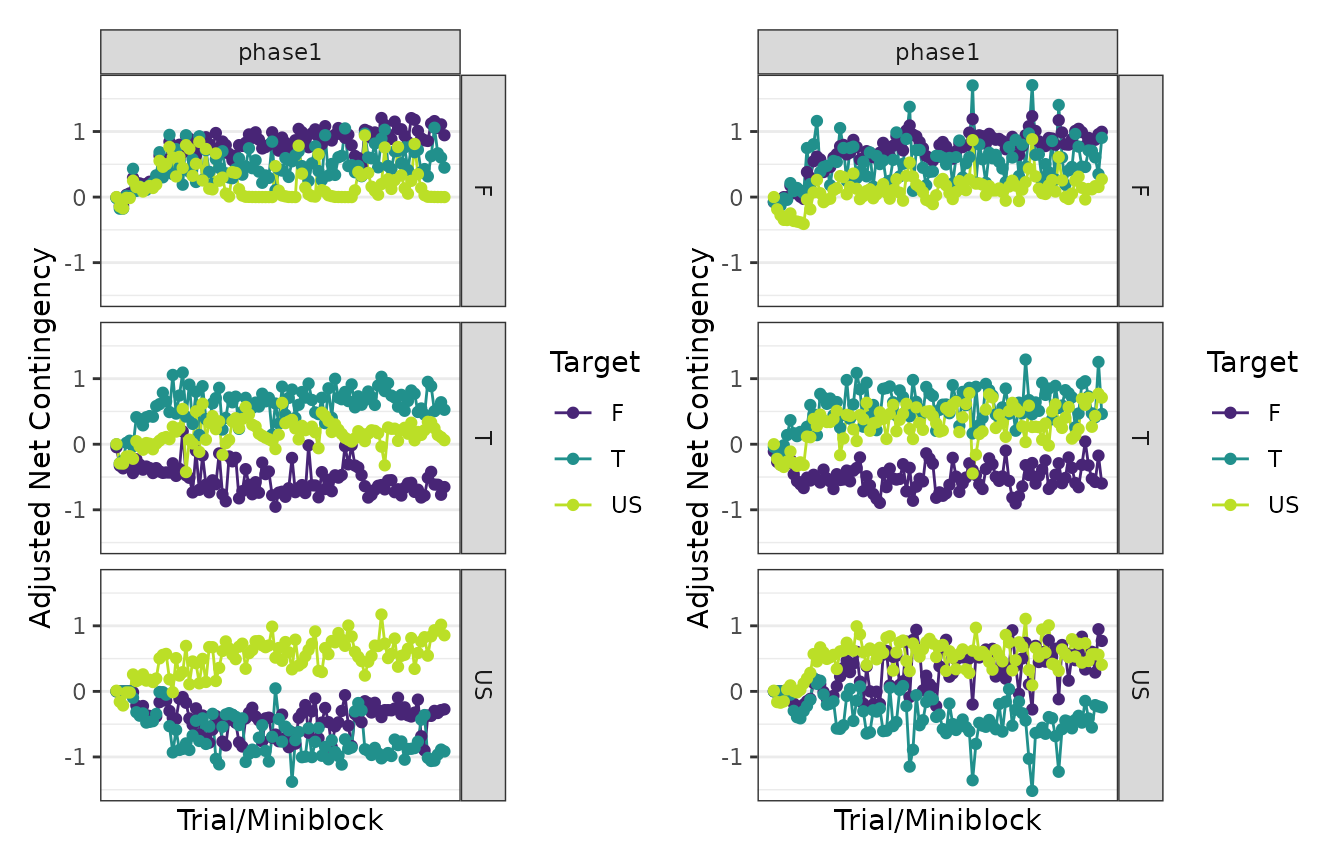 phase1
F
1
0
-1
T
1
0
-1
US
1
0
-1
Adjusted Net Contingency
Trial/Miniblock
Target
F
T
US
phase1
F
1
0
-1
T
1
0
-1
US
1
0
-1
Adjusted Net Contingency
Trial/Miniblock
Target
F
T
US